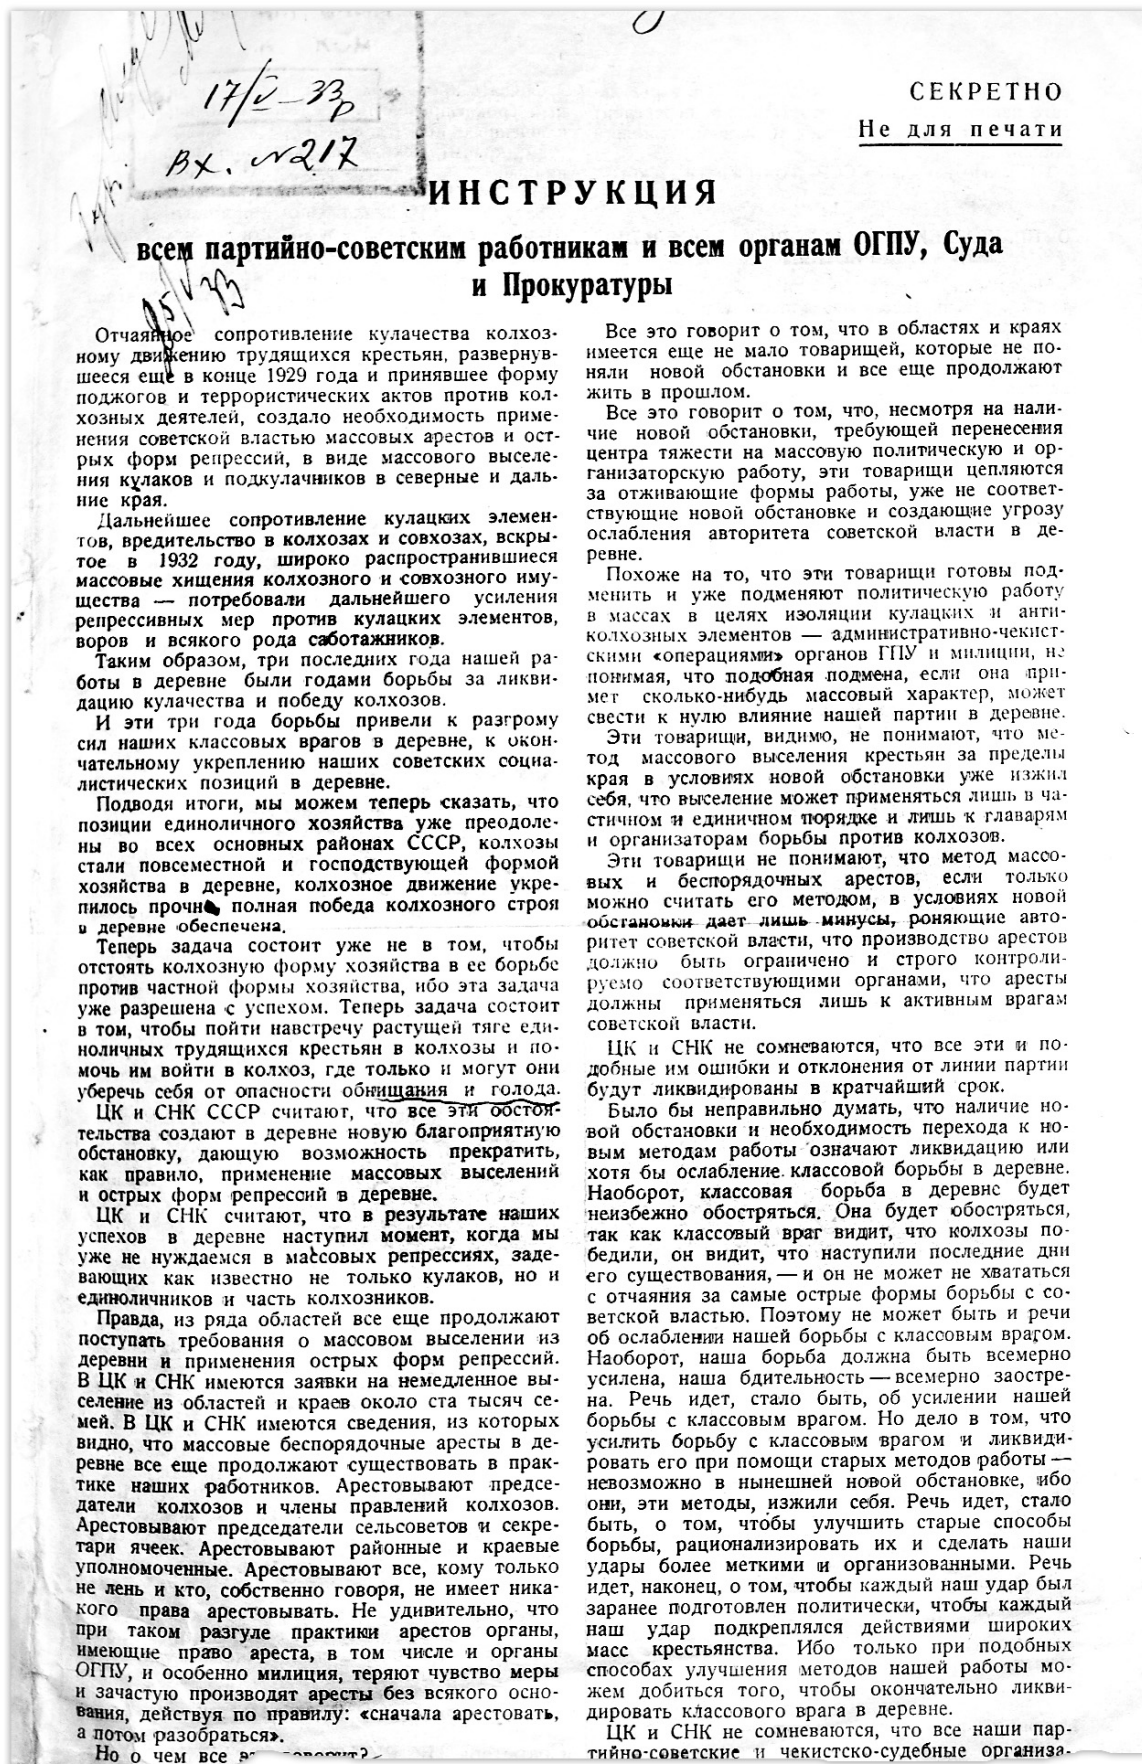 17/V–33р
Вх. №217
СЕКРЕТНО
Не для печати
ИНСТРУКЦИЯ
всем партийно-советским работникам и всем органам ОГПУ, Суда
и Прокуратуры
Отчаянное сопротивление кулачества колхоз-
ному движению трудящихся крестьян, развернув-
шееся еще в конце 1929 года и принявшее форму
поджогов и террористических актов против кол-
хозных деятелей, создало необходимость приме-
нения советской властью массовых арестов и ост-
рых форм репрессий, в виде массового выселе-
ния кулаков и подкулачников в северные и даль-
ние края.
Дальнейшее сопротивление кулацких элемен-
тов, вредительство в колхозах и совхозах, вскры-
тое в 1932 году, широко распространившиеся
массовые хищения колхозного и совхозного иму-
щества — потребовали дальнейшего усиления
репрессивных мер против кулацких элементов,
воров и всякого рода саботажников.
Таким образом, три последних года нашей ра-
боты в деревне были годами борьбы за ликви-
дацию кулачества и победу колхозов.
И эти три года борьбы привели к разгрому
сил наших классовых врагов в деревне, к окон-
чательному укреплению наших советских социа-
листических позиций в деревне.
Подводя итоги, мы можем теперь сказать, что
позиции единоличного хозяйства уже преодоле-
ны во всех основных районах СССР, колхозы
стали повсеместной и господствующей формой
хозяйства в деревне, колхозное движение укре-
пилось прочно, полная победа колхозного строя
в деревне обеспечена.
Теперь задача состоит уже не в том, чтобы
отстоять колхозную форму хозяйства в ее борьбе
против частной формы хозяйства, ибо эта задача
уже разрешена с успехом. Теперь задача состоит
в том, чтобы пойти навстречу растущей тяге еди-
ноличных трудящихся крестьян в колхозы и по-
мочь им войти в колхоз, где только и могут они
уберечь себя от опасности обнищания и голода.
ЦК и СНК СССР считают, что все эти обстоя-
тельства создают в деревне новую благоприятную
обстановку, дающую возможность прекратить,
как правило, применение массовых выселений
и острых форм репрессий в деревне.
ЦК и СНК считают, что в результате наших
успехов в деревне наступил момент, когда мы
уже не нуждаемся в массовых репрессиях, заде-
вающих как известно не только кулаков, но и
единоличников и часть колхозников.
Правда, из ряда областей все еще продолжают
поступать требования о массовом выселении из
деревни и применения острых форм репрессий.
В ЦК и СНК имеются заявки на немедленное вы-
селение из областей и краев около ста тысяч се-
мей. В ЦК и СНК имеются сведения, из которых
видно, что массовые беспорядочные аресты в де-
ревне все еще продолжают существовать в прак-
тике наших работников. Арестовывают предсе-
датели колхозов и члены правлений колхозов.
Арестовывают председатели сельсоветов и секре-
тари ячеек. Арестовывают районные и краевые
уполномоченные. Арестовывают все, кому только
не лень и кто, собственно говоря, не имеет ника-
кого права арестовывать. Не удивительно, что
при таком разгуле практики арестов органы,
имеющие право ареста, в том числе и органы
ОГПУ, и особенно милиция, теряют чувство меры
и зачастую производят аресты без всякого осно-
вания, действуя по правилу: «сначала арестовать,
а потом разобраться».
Но о чем все это говорит?
Все это говорит о том, что в областях и краях
имеется еще не мало товарищей, которые не по-
няли новой обстановки и все еще продолжают
жить в прошлом.
Все это говорит о том, что, несмотря на нали-
чие новой обстановки, требующей перенесения
центра тяжести на массовую политическую и ор-
ганизаторскую работу, эти товарищи цепляются
за отживающие формы работы, уже не соответ-
ствующие новой обстановке и создающие угрозу
ослабления авторитета советской власти в де-
ревне.
Похоже на то, что эти товарищи готовы под-
менить и уже подменяют политическую работу
в массах в целях изоляции кулацких и анти-
колхозных элементов — административно-чекист-
скими «операциями» органов ГПУ и милиции, не
понимая, что подобная подмена, если она при-
мет сколько-нибудь массовый характер, может
свести к нулю влияние нашей партии в деревне.
Эти товарищи, видимо, не понимают, что ме-
тод массового выселения крестьян за пределы
края в условиях новой обстановки уже изжил
себя, что выселение может применяться лишь в ча-
стичном и единичном порядке и лишь к главарям
и организаторам борьбы против колхозов.
Эти товарищи не понимают, что метод массо-
вых и беспорядочных арестов, если только
можно считать его методом, в условиях новой
обстановки дает лишь минусы, роняющие авто-
ритет советской власти, что производство арестов
должно быть ограничено и строго контроли-
руемо соответствующими органами, что аресты
должны применяться лишь к активным врагам
советской власти.
ЦК и СНК не сомневаются, что все эти и по-
добные им ошибки и отклонения от линии партии
будут ликвидированы в кратчайший срок.
Было бы неправильно думать, что наличие но-
вой обстановки и необходимость перехода к но-
вым методам работы означают ликвидацию или
хотя бы ослабление классовой борьбы в деревне.
Наоборот, классовая борьба в деревне будет
неизбежно обостряться. Она будет обостряться,
так как классовый враг видит, что колхозы по-
бедили, он видит, что наступили последние дни
его существования, — и он не может не хвататься
с отчаяния за самые острые формы борьбы с со-
ветской властью. Поэтому не может быть и речи
об ослаблении нашей борьбы с классовым врагом.
Наоборот, наша борьба должна быть всемерно
усилена, наша бдительность — всемерно заостре-
на. Речь идет, стало быть, об усилении нашей
борьбы с классовым врагом. Но дело в том, что
усилить борьбу с классовым врагом и ликвиди-
ровать его при помощи старых методов работы —
невозможно в нынешней новой обстановке, ибо
они, эти методы, изжили себя. Речь идет, стало
быть, о том, чтобы улучшить старые способы
борьбы, рационализировать их и сделать наши
удары более меткими и организованными. Речь
идет, наконец, о том, чтобы каждый наш удар был
заранее подготовлен политически, чтобы каждый
наш удар подкреплялся действиями широких
масс крестьянства. Ибо только при подобных
способах улучшения методов нашей работы мо-
жем добиться того, чтобы окончательно ликви-
дировать классового врага в деревне.
ЦК и СНК не сомневаются, что все наши пар-
тийно-советские и чекистско-судебные организа-